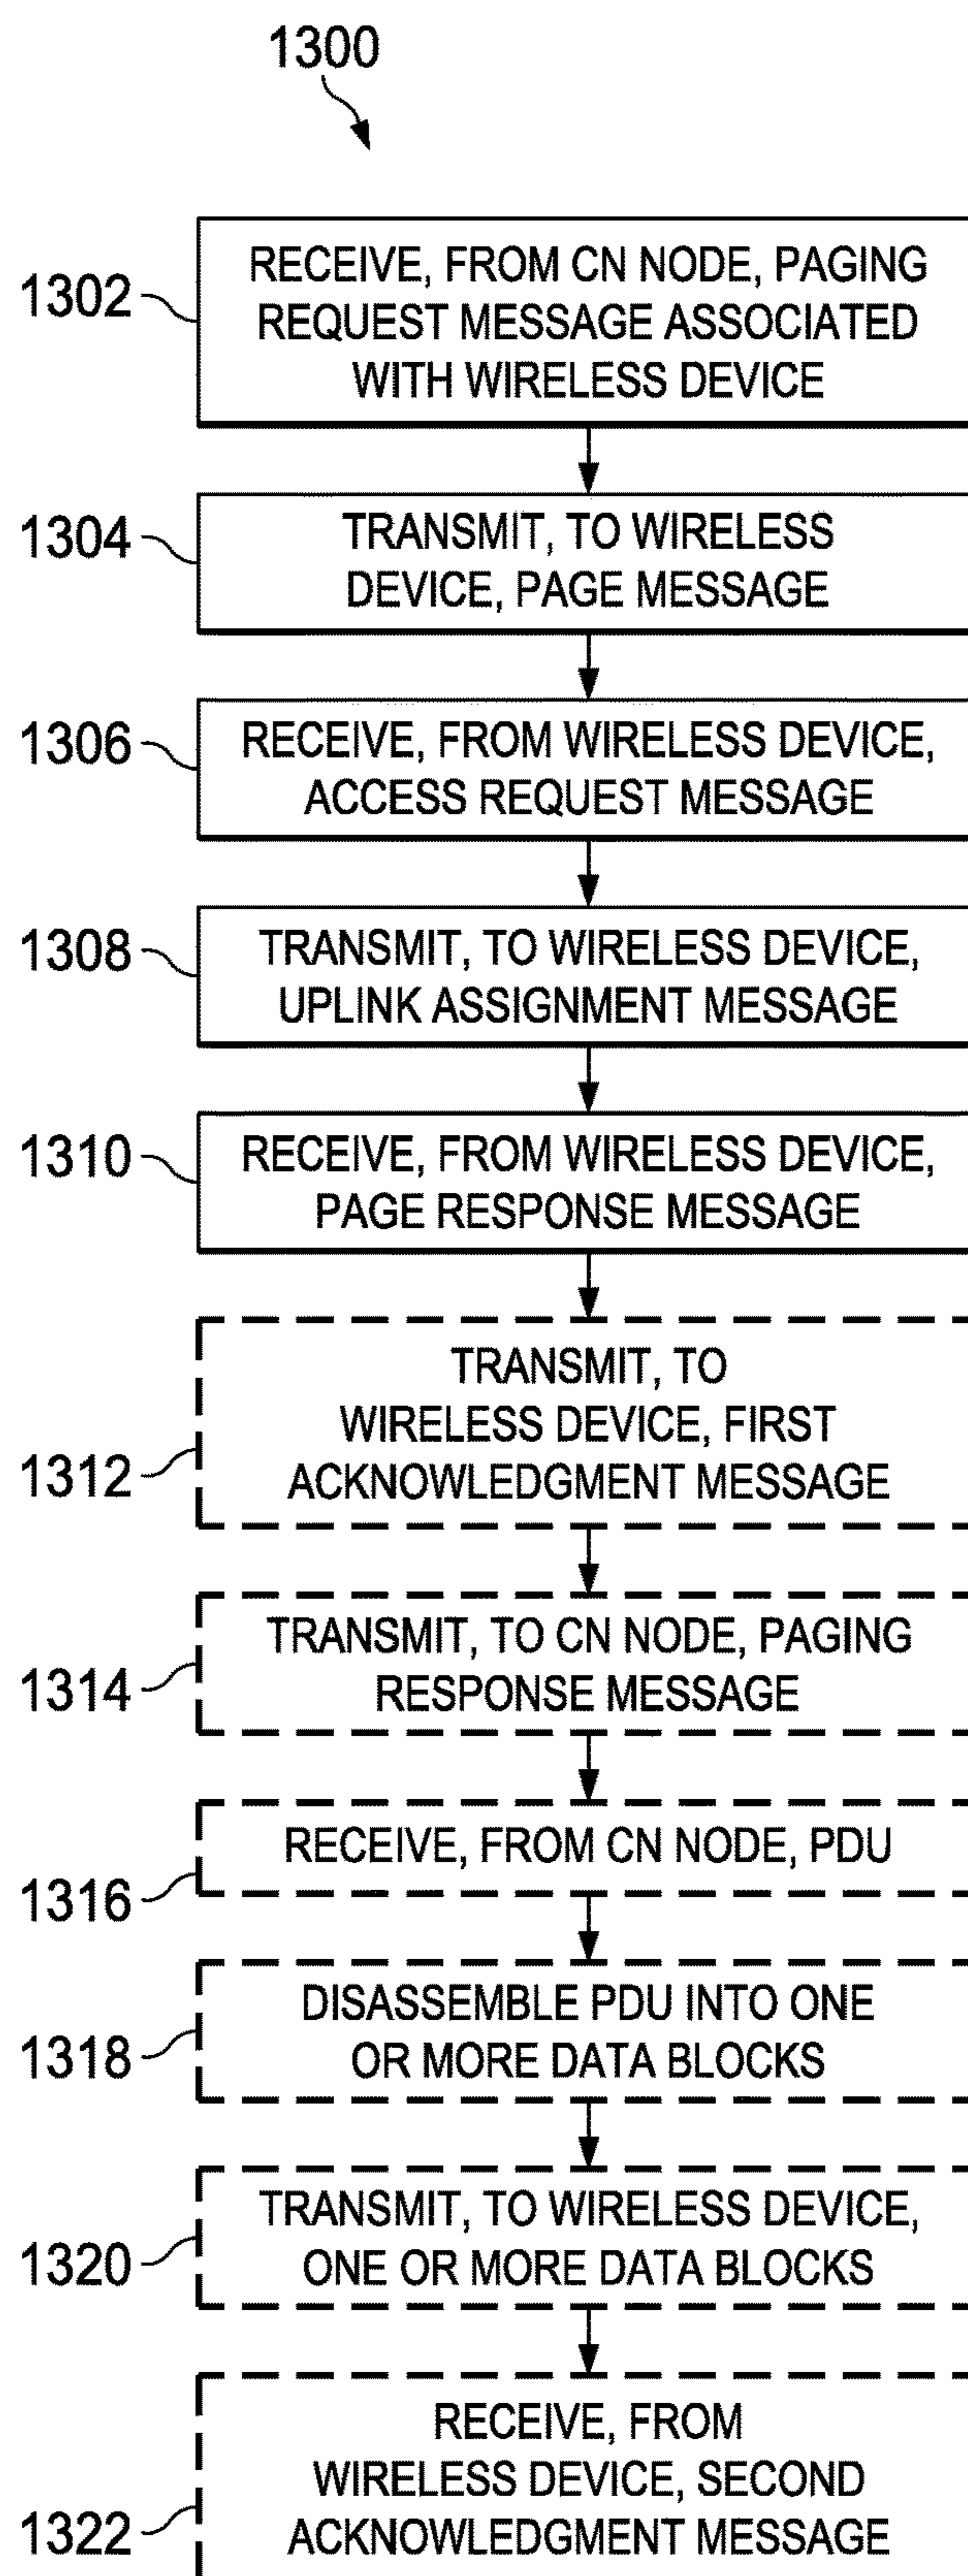 1300
1302
RECEIVE, FROM CN NODE, PAGING
REQUEST MESSAGE ASSOCIATED
WITH WIRELESS DEVICE
1304
TRANSMIT, TO WIRELESS
DEVICE, PAGE MESSAGE
1306
RECEIVE, FROM WIRELESS DEVICE,
ACCESS REQUEST MESSAGE
1308
TRANSMIT, TO WIRELESS DEVICE,
UPLINK ASSIGNMENT MESSAGE
1310
RECEIVE, FROM WIRELESS DEVICE,
PAGE RESPONSE MESSAGE
1312
TRANSMIT, TO
WIRELESS DEVICE, FIRST
ACKNOWLEDGMENT MESSAGE
1314
TRANSMIT, TO CN NODE, PAGING
RESPONSE MESSAGE
1316
RECEIVE, FROM CN NODE, PDU
1318
DISASSEMBLE PDU INTO ONE
OR MORE DATA BLOCKS
1320
TRANSMIT, TO WIRELESS DEVICE,
ONE OR MORE DATA BLOCKS
1322
RECEIVE, FROM
WIRELESS DEVICE, SECOND
ACKNOWLEDGMENT MESSAGE